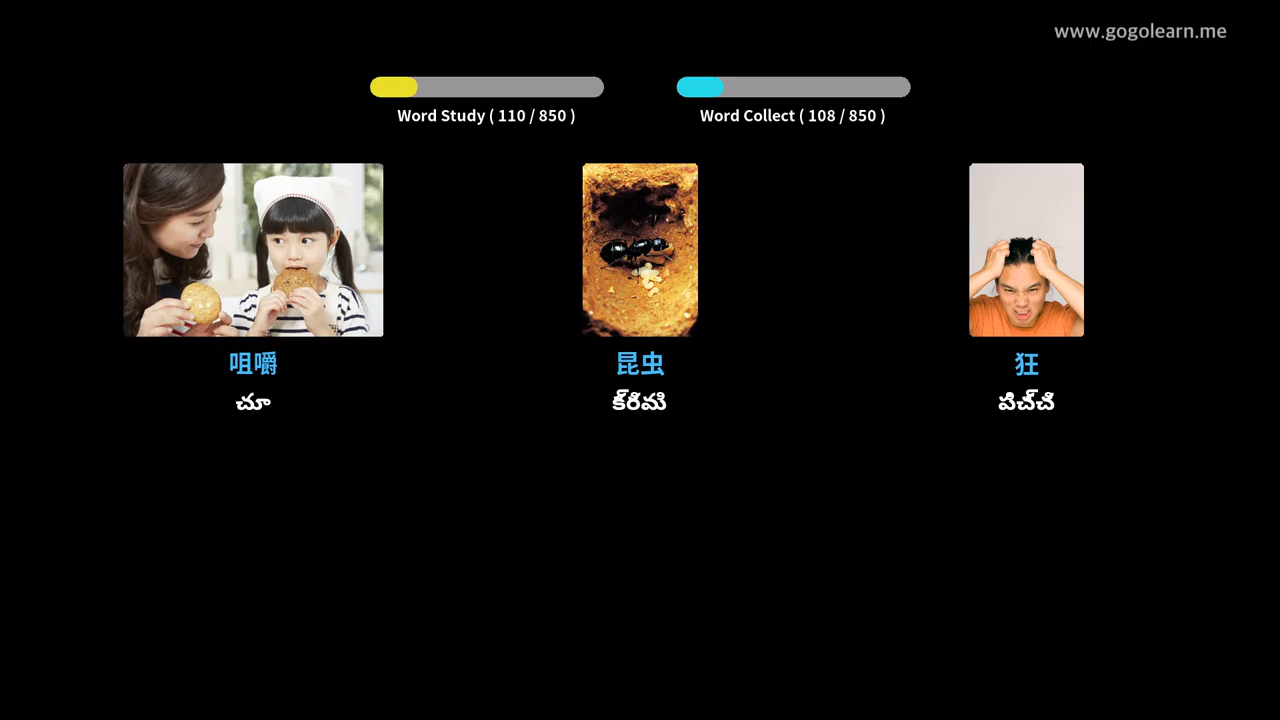 www.gogolearn.me
Word Study ( 110 / 850 )
Word Collect ( 108 / 850 )
咀嚼
昆虫
狂
చూ
క్రిమి
పిచ్చి